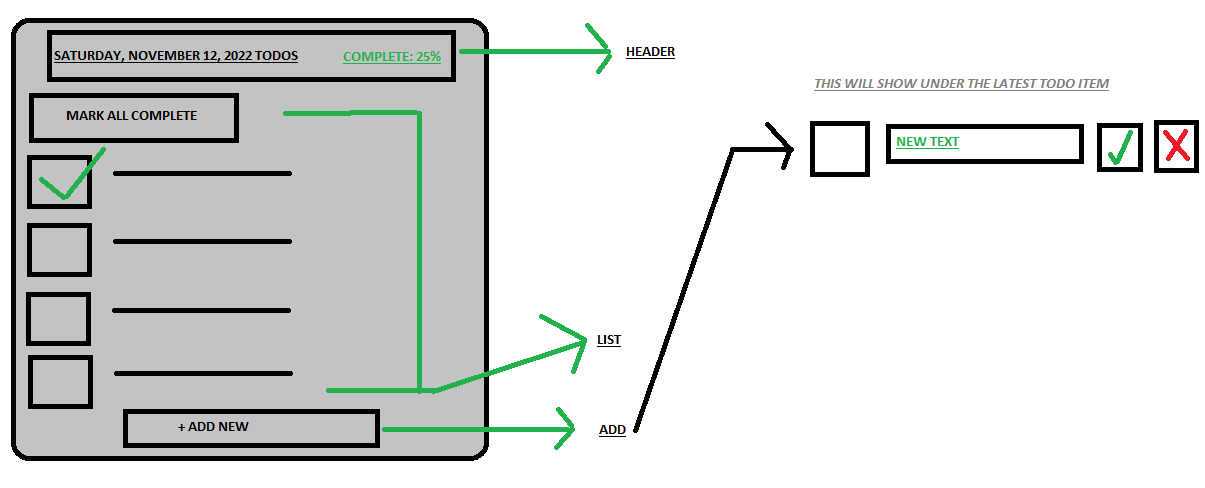 SATURDAY, NOVEMBER 12, 2022 TODOS COMPLETE: 25%
HEADER
THIS WILL SHOW UNDER THE LATEST TODO ITEM
MARK ALL COMPLETE
NEW TEXT
LIST
+ ADD NEW
ADD